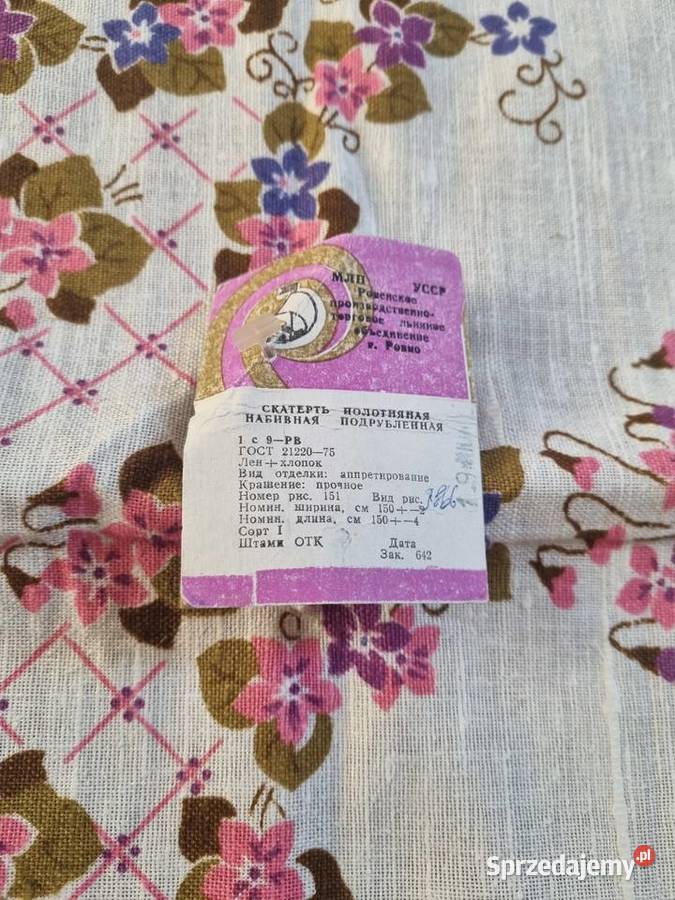 МЛП УССР
Ровенское
производственно-
торговое льняное
объединение
г. Ровно
СКАТЕРТЬ ПОЛОТНЯНАЯ
НАБИВНАЯ ПОДРУБЛЕННАЯ
1 с 9—РВ
ГОСТ 21220—75
Лен+хлопок
Вид отделки: аппретирование
Крашение: прочное
Номер рис. 151 Вид рис.
Номин. ширина, см 150+—2
Номин. длина, см 150+—4
Сорт I
Штамп ОТК Дата
Зак. 642
Sprzedajemy.pl